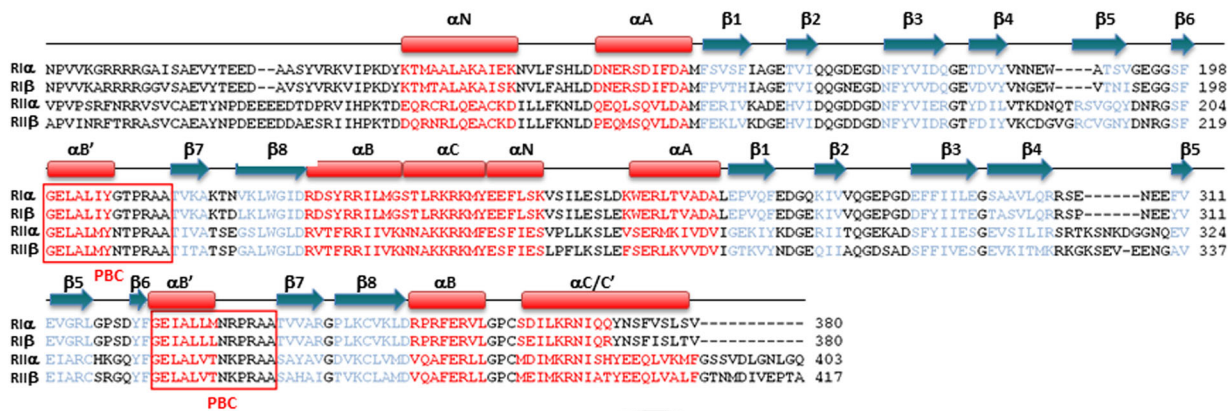 αN αA β1 β2 β3 β4 β5 β6
RIα NPVVKGRRRRGAISAEVYTEED--AASYVRKVIPKDYKTMAALAKAIEKNVLFSHLDDNERSDIFDAMFSVSFIAGETVIQQGDEGDNFYVIDQGETDVYVNNEW----ATSVGEGGSF 198
RIβ NPVVKARRRRGGVSAEVYTEED--AVSYVRKVIPKDYKTMTALAKAISKNVLFAHLDDNERSDIFDAMFPVTHIAGETVIQQGNEGDNFYVVDQGEVDVYVNGEW----VTNISEGGSF 198
RIIα VPVPSRFNRRVSVCAETYNPDEEEEDTDPRVIHPKTDEQRCRLQEACKDILLFKNLDQEQLSQVLDAMFERIVKADEHVIDQGDDGDNFYVIERGTYDILVTKDNQTRSVGQYDNRGSF 204
RIIβ APVINRFTRRASVCAEAYNPDEEEDDAESRIIHPKTDDQRNRLQEACKDILLFKNLDPEQMSQVLDAMFEKLVKDGEHVIDQGDDGDNFYVIDRGTFDIYVKCDGVGRCVGNYDNRGSF 219
αB' β7 β8 αB αC αN αA β1 β2 β3 β4 β5
RIα GELALIYGTPRAATVKAKTNVKLWGIDRDSYRRILMGSTLRKRKMYEEFLSKVSILESLDKWERLTVADALEPVQFEDGQKIVVQGEPGDEFFIILEGSAAVLQRRSE------NEEFV 311
RIβ GELALIYGTPRAATVKAKTDLKLWGIDRDSYRRILMGSTLRKRKMYEEFLSKVSILESLEKWERLTVADALEPVQFEDGEKIVVQGEPGDDFYIITEGTASVLQRRSP------NEEYV 311
RIIα GELALMYNTPRAATIVATSEGSLWGLDRVTFRRIIVKNNAKKRKMFESFIESVPLLKSLEVSERMKIVDVIGEKIYKDGERIITQGEKADSFYIIESGEVSILIRSRTKSNKDGGNQEV 324
RIIβ GELALMYNTPRAATITATSPGALWGLDRVTFRRIIVKNNAKKRKMYESFIESLPFLKSLEFSERLKVVDVIGTKVYNDGEQIIAQGDSADSFFIVESGEVKITMKRKGKSEV-EENGAV 337
PBC
β5 β6 αB' β7 β8 αB αC/C'
RIα EVGRLGPSDYFGEIALLMNRPRAATVVARGPLKCVKLDRPRFERVLGPCSDILKRNIQQYNSFVSLSV----------- 380
RIβ EVGRLGPSDYFGEIALLLNRPRAATVVARGPLKCVKLDRPRFERVLGPCSEILKRNIQRYNSFISLTV----------- 380
RIIα EIARCHKGQYFGELALVTNKPRAASAYAVGDVKCLVMDVQAFERLLGPCMDIMKRNISHYEEQLVKMFGSSVDLGNLGQ 403
RIIβ EIARCSRGQYFGELALVTNKPRAASAHAIGTVKCLAMDVQAFERLLGPCMEIMKRNIATYEEQLVALFGTNMDIVEPTA 417
PBC